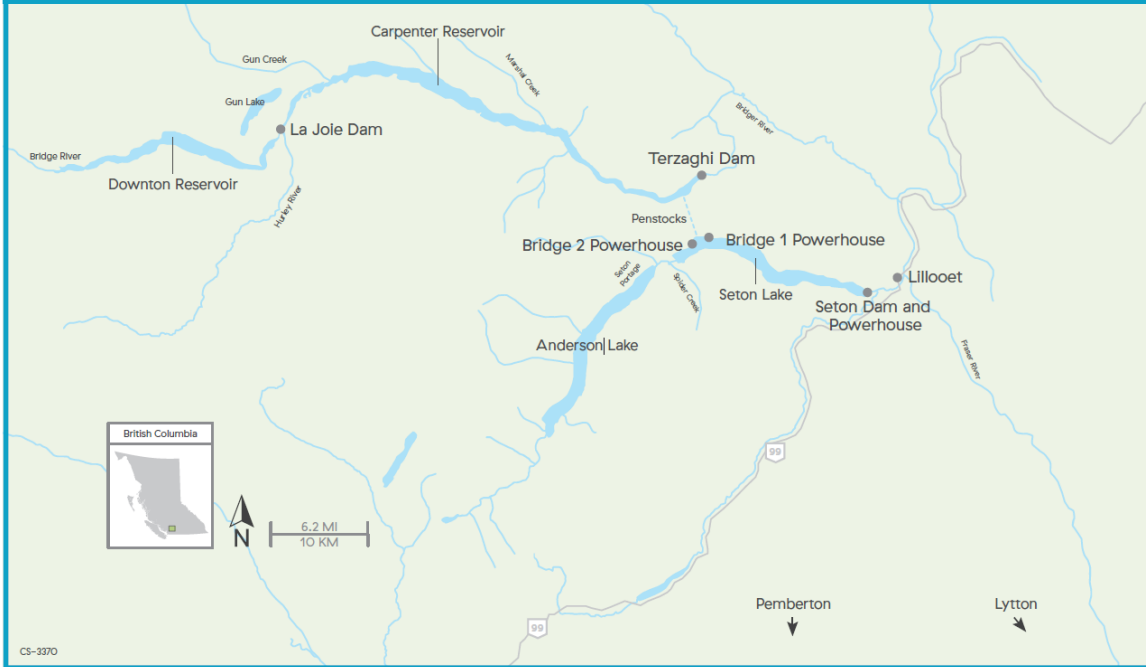 Carpenter Reservoir
Gun Creek
Marshal Creek
Gun Lake
La Joie Dam
Bridger River
Bridge River
Terzaghi Dam
Downton Reservoir
Hurley River
Penstocks
Bridge 2 Powerhouse
Bridge 1 Powerhouse
Seton
Portage
Spider Creek
Seton Lake
Lillooet
Seton Dam and
Powerhouse
Anderson Lake
Fraser River
British Columbia
99
N
6.2 MI
10 KM
Pemberton
Lytton
99
CS-3370